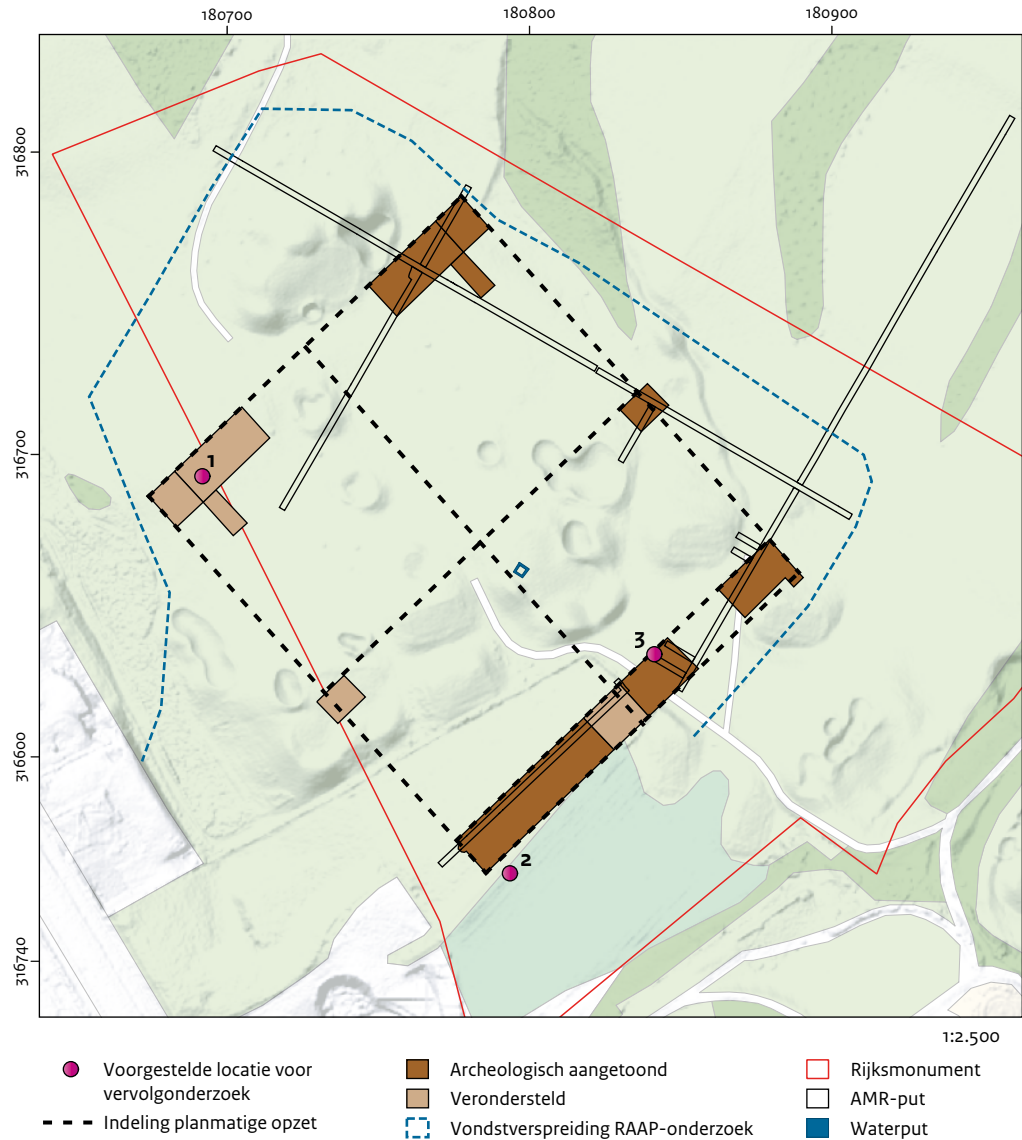 180700
180800
180900
316800
316700
316600
316740
1
2
3
1:2.500
Voorgestelde locatie voor
vervolgonderzoek
Indeling planmatige opzet
Archeologisch aangetoond
Verondersteld
Vondstverspreiding RAAP-onderzoek
Rijksmonument
AMR-put
Waterput